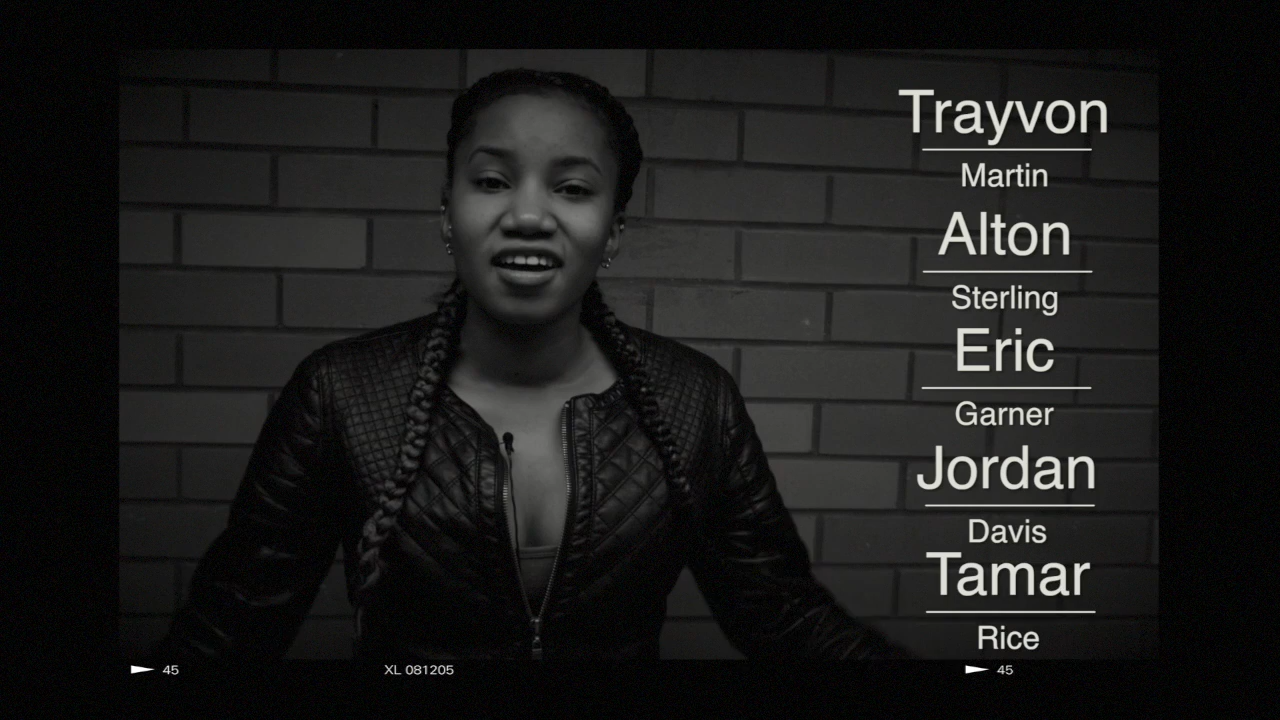 Trayvon
Martin
Alton
Sterling
Eric
Garner
Jordan
Davis
Tamar
Rice
45
XL 081205
45